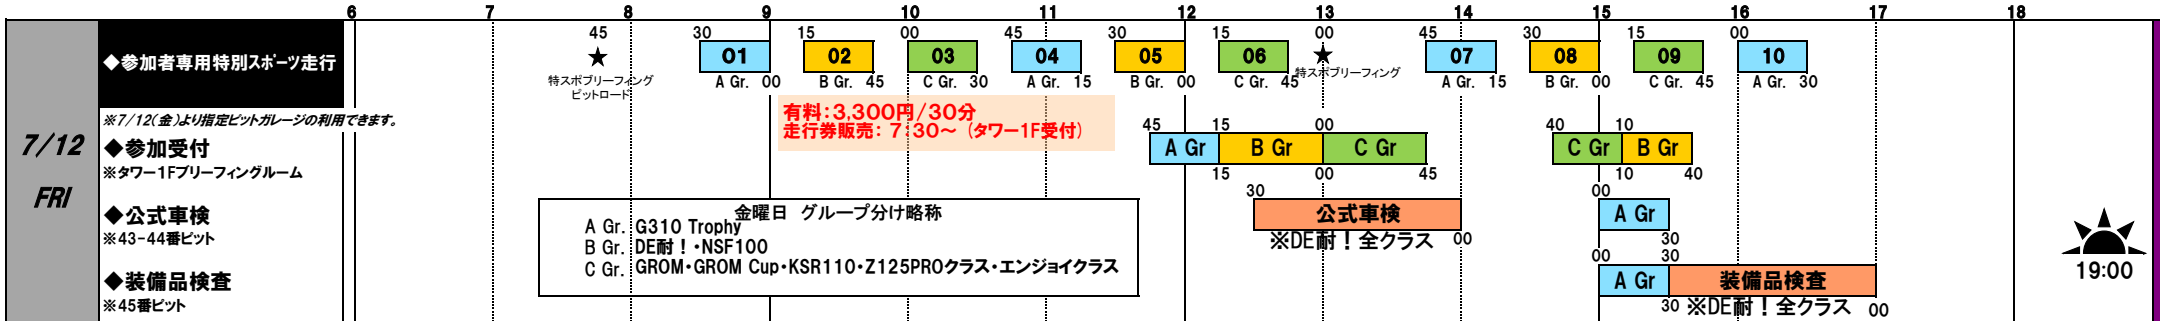 6 7 8 9 10 11 12 13 14 15 16 17 18
7/12
FRI
◆参加者専用特別スポーツ走行
45 30 15 00 45 30 15 00 45 30 15 00
★ 01 02 03 04 05 06 ★ 07 08 09 10
A Gr. 00 B Gr. 45 C Gr. 30 A Gr. 15 B Gr. 00 C Gr. 45 A Gr. 15 B Gr. 00 C Gr. 45 A Gr. 30
特スポブリーフィング
ピットロード
特スポブリーフィング
※7/12(金)より指定ピットガレージの利用できます。
有料：3,300円/30分
走行券販売： 7:30～ （タワー1F受付）
◆参加受付
※タワー1Fブリーフィングルーム
45 15 00 40 10
A Gr B Gr C Gr C Gr B Gr
15 00 45 10 40
◆公式車検
※43-44番ピット
30 00
公式車検 A Gr
※DE耐！全クラス 00 30
金曜日 グループ分け略称
A Gr. G310 Trophy
B Gr. DE耐！・NSF100
C Gr. GROM・GROM Cup・KSR110・Z125PROクラス・エンジョイクラス
◆装備品検査
※45番ピット
00 30
A Gr 装備品検査
30 ※DE耐！全クラス 00
19:00